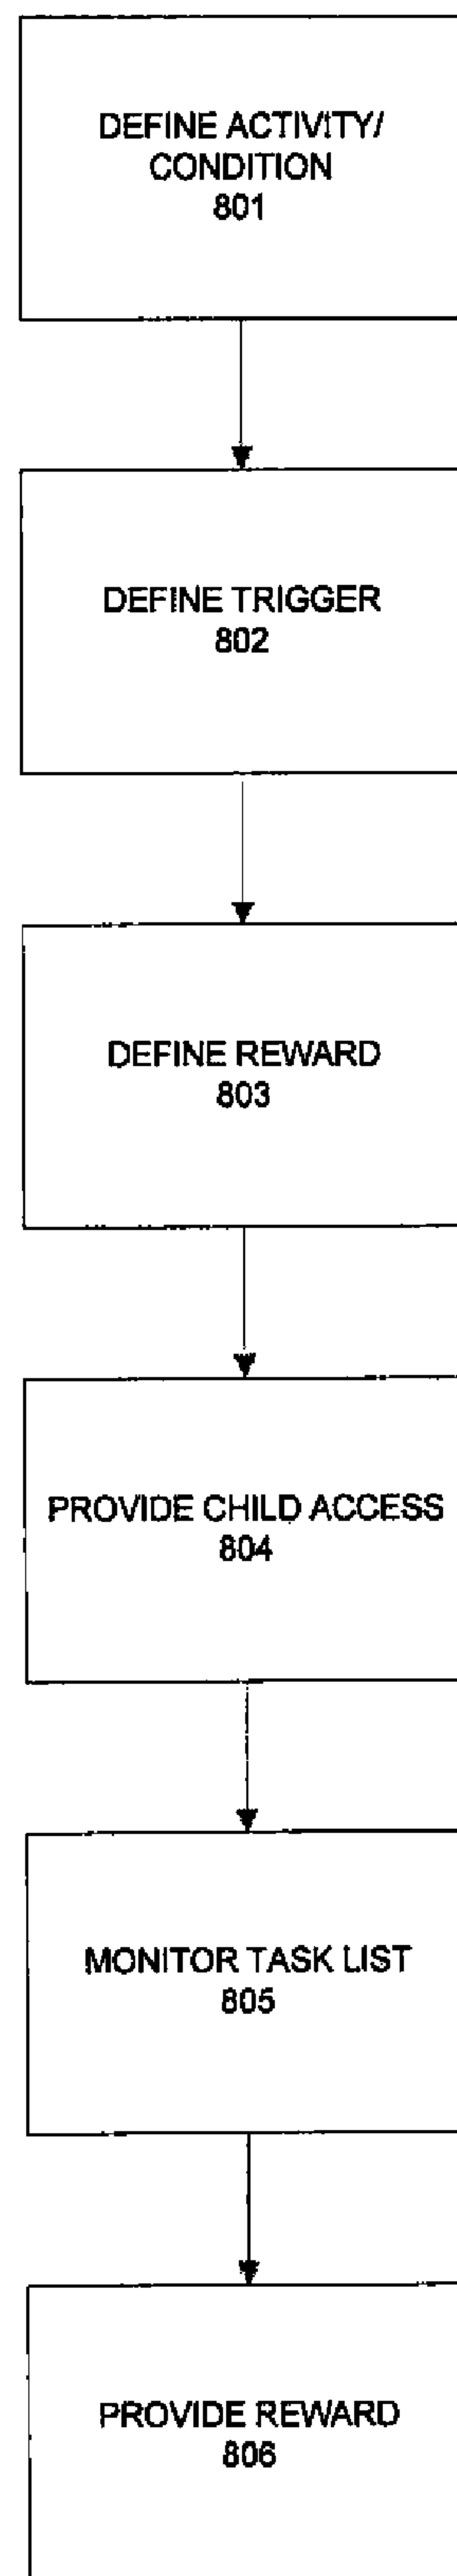 DEFINE ACTIVITY/
CONDITION
801
DEFINE TRIGGER
802
DEFINE REWARD
803
PROVIDE CHILD ACCESS
804
MONITOR TASK LIST
805
PROVIDE REWARD
806